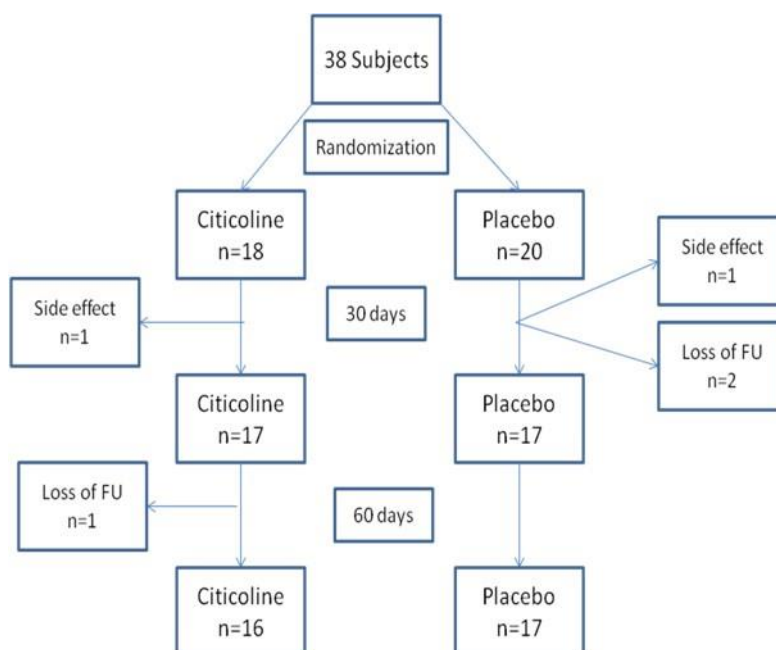 38 Subjects
Randomization
Citicoline
n=18
Placebo
n=20
Side effect
n=1
Side effect
n=1
30 days
Loss of FU
n=2
Citicoline
n=17
Placebo
n=17
Loss of FU
n=1
60 days
Citicoline
n=16
Placebo
n=17